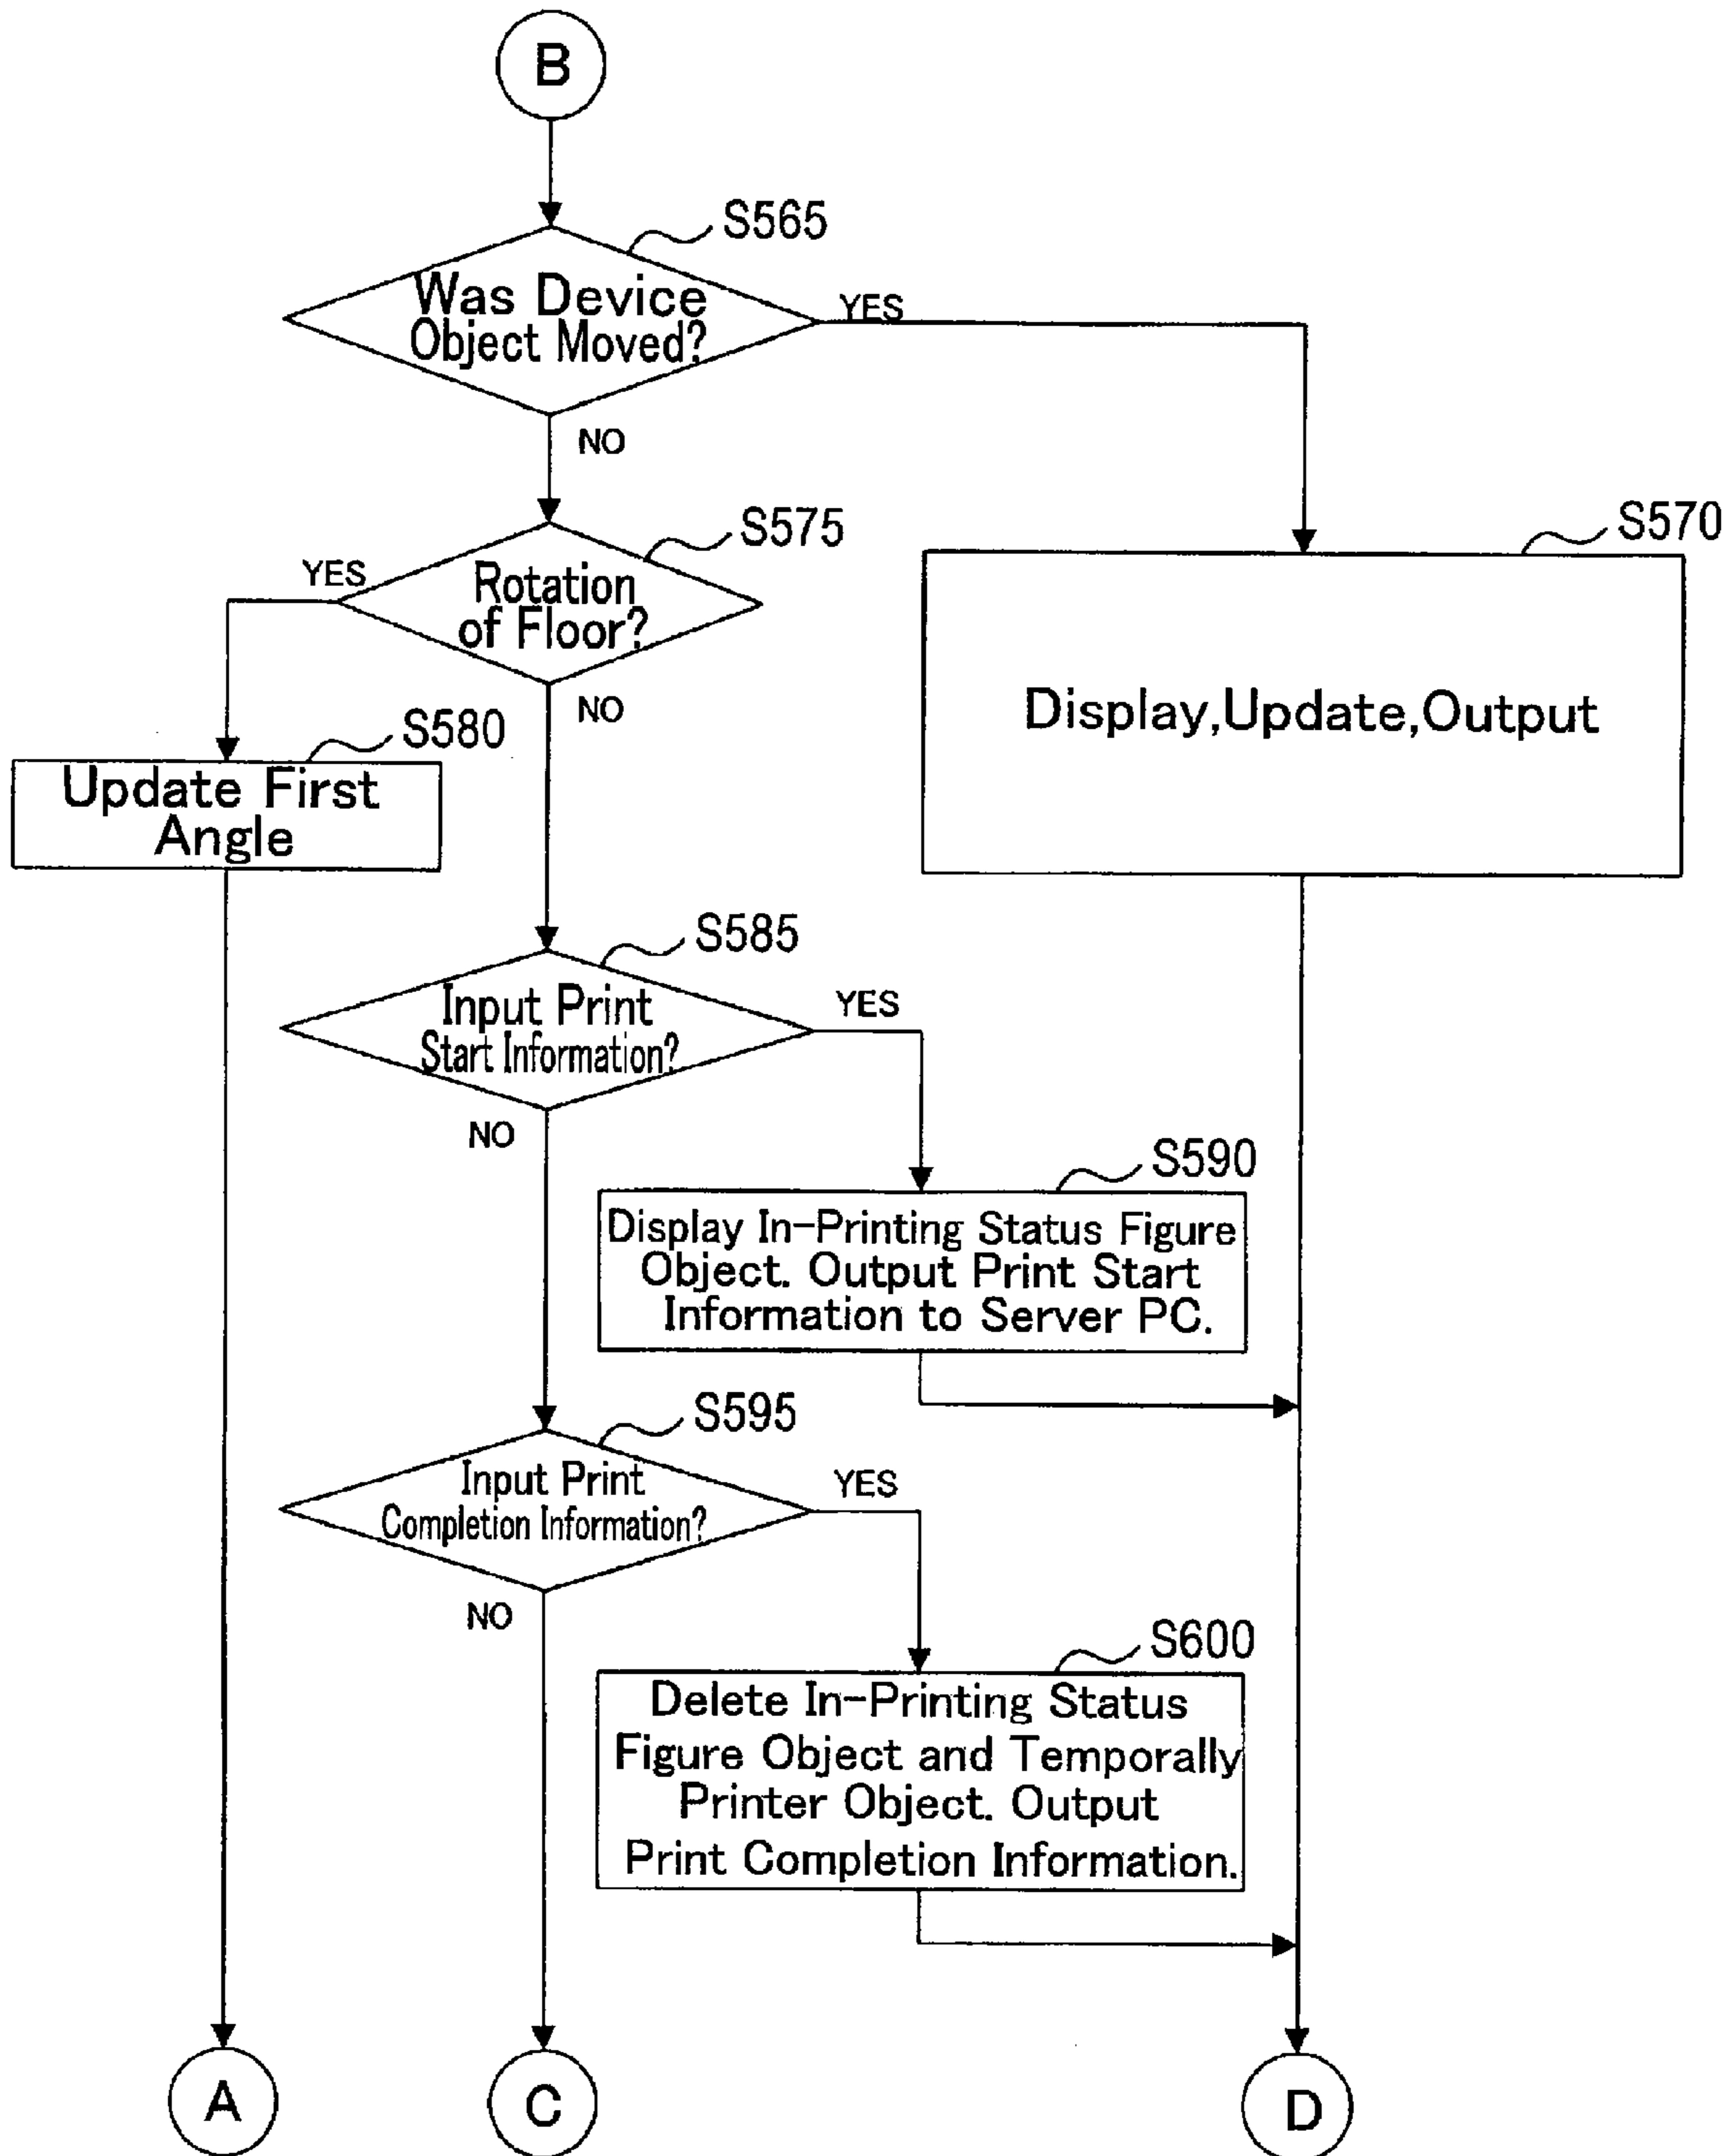 B
S565
Was Device
Object Moved?
YES
NO
S575
S570
YES
Rotation
of Floor?
NO
Display,Update,Output
S580
Update First
Angle
S585
Input Print
Start Information?
YES
NO
S590
Display In-Printing Status Figure
Object. Output Print Start
Information to Server PC.
S595
Input Print
Completion Information?
YES
NO
S600
Delete In-Printing Status
Figure Object and Temporally
Printer Object. Output
Print Completion Information.
A
C
D